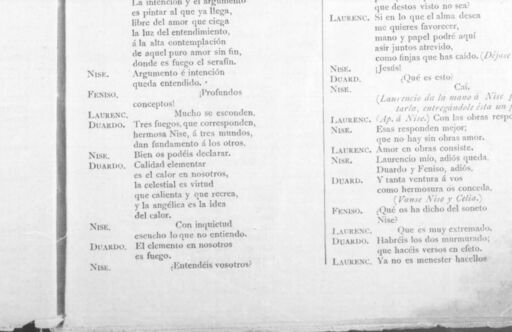 La intención y el argumento
es pintar al que ya llega,
libre del amor que ciega
la luz del entendimiento,
á la alta contemplación
de aquel puro amor sin fin,
donde es fuego el serafín.
NISE. Argumento é intención
queda entendido.
FENISO. ¡Profundos
conceptos!
LAURENC. Mucho se esconden.
DUARDO. Tres fuegos, que corresponden,
hermosa Nise, á tres mundos,
dan fundamento á los otros.
NISE. Bien os podéis declarar.
DUARDO. Calidad elementar
es el calor en nosotros,
la celestial es virtud
que calienta y que recrea,
y la angélica es la idea
del calor.
NISE. Con inquietud
escucho lo que no entiendo.
DUARDO. El elemento en nosotros
es fuego.
NISE. ¿Entendéis vosotros?
que destos visto no sea?
LAURENC. Si en lo que el alma desea
me quieres favorecer,
mano y papel podré aquí
asir juntos atrevido,
como finjas que has caído. (Déjase
NISE. ¡Jesús!
DUARD. ¿Qué es esto?
NISE. Caí.
(Laurencio da la mano á Nise p
tarla, entregándole ésta un p
LAURENC. (Ap. á Nise.) Con las obras respo
NISE. Esas responden mejor;
que no hay sin obras amor.
LAURENC. Amor en obras consiste.
NISE. Laurencio mío, adiós queda.
Duardo y Feniso, adiós.
DUARD. Y tanta ventura á vos
como hermosura os conceda.
(Vanse Nise y Celia.)
FENISO. ¿Qué os ha dicho del soneto
Nise?
LAURENC. Que es muy extremado.
DUARDO. Habréis los dos murmurado;
que hacéis versos en efeto.
LAURENC. Ya no es menester hacellos